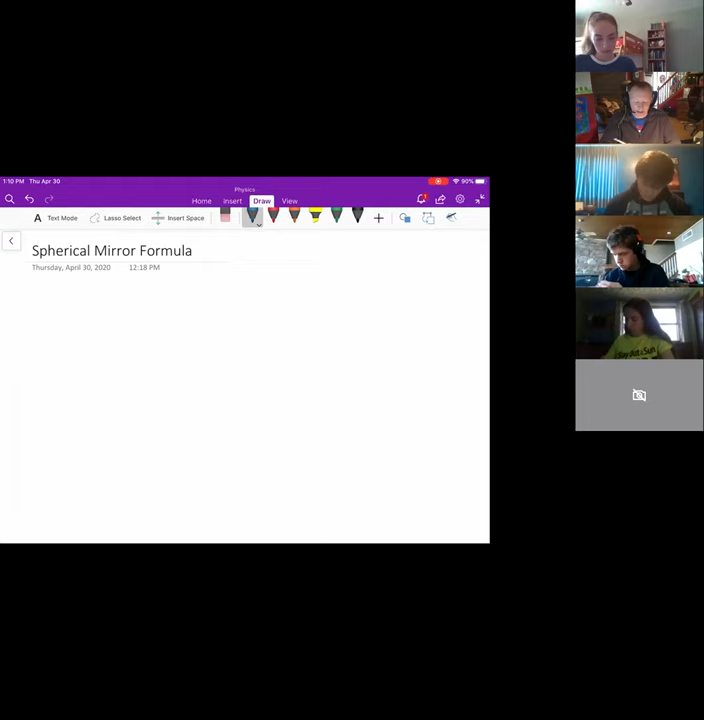 1:10 PM Thu Apr 30
90%
Physics
Home Insert Draw View
A Text Mode Lasso Select Insert Space
Spherical Mirror Formula
Thursday, April 30, 2020 12:18 PM